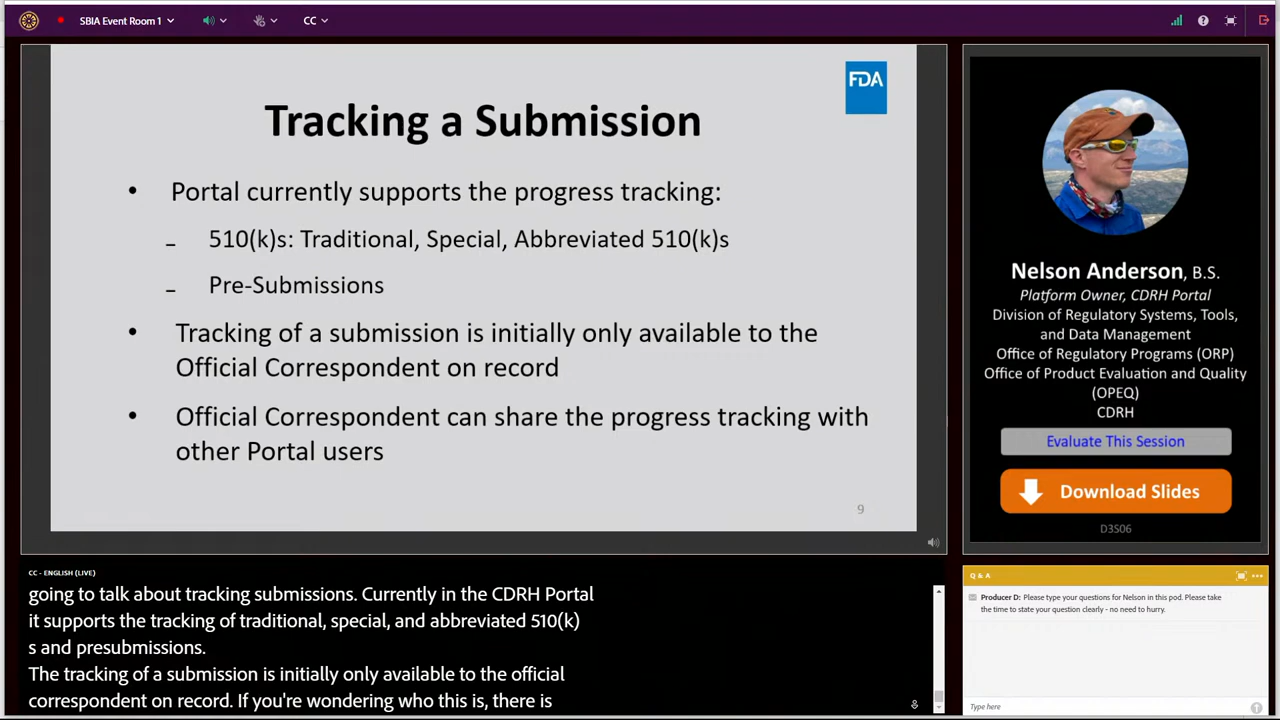 SBIA Event Room 1
CC
FDA
Tracking a Submission
• Portal currently supports the progress tracking:
– 510(k)s: Traditional, Special, Abbreviated 510(k)s
– Pre-Submissions
• Tracking of a submission is initially only available to the
Official Correspondent on record
• Official Correspondent can share the progress tracking with
other Portal users
9
Nelson Anderson, B.S.
Platform Owner, CDRH Portal
Division of Regulatory Systems, Tools,
and Data Management
Office of Regulatory Programs (ORP)
Office of Product Evaluation and Quality
(OPEQ)
CDRH
Evaluate This Session
Download Slides
D3S06
CC - ENGLISH (LIVE)
going to talk about tracking submissions. Currently in the CDRH Portal
it supports the tracking of traditional, special, and abbreviated 510(k)
s and presubmissions.
The tracking of a submission is initially only available to the official
correspondent on record. If you're wondering who this is, there is
Q & A
Producer D: Please type your questions for Nelson in this pod. Please take
the time to state your question clearly - no need to hurry.
Type here